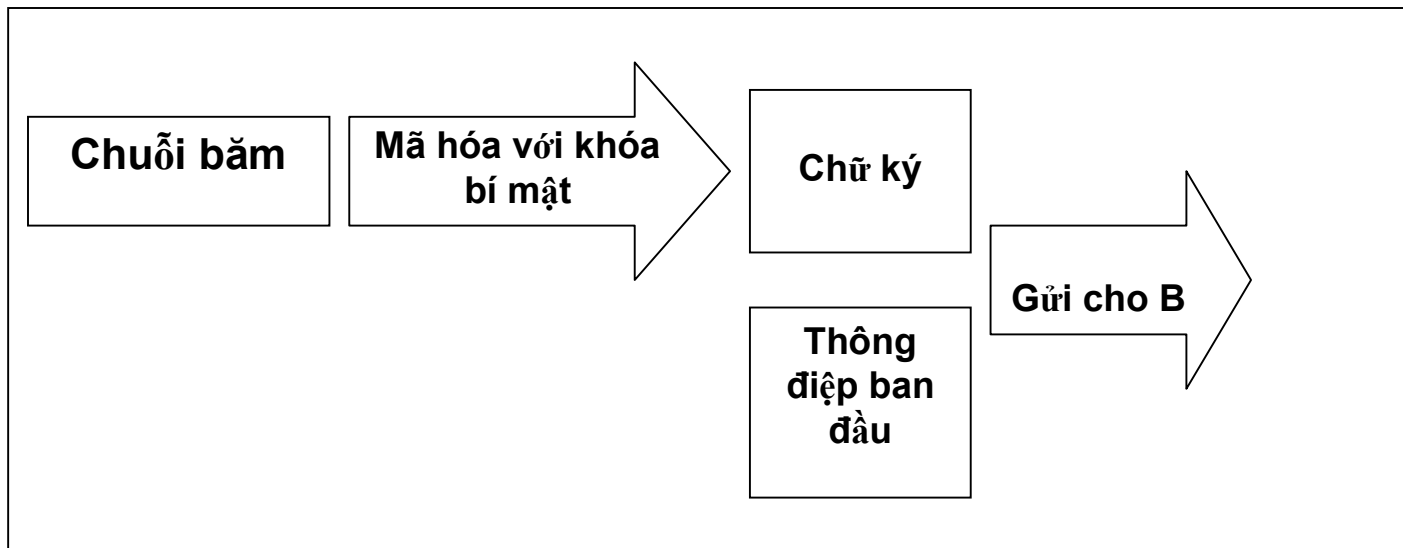 Chuỗi băm
Mã hóa với khóa
bí mật
Chữ ký
Gửi cho B
Thông
điệp ban
đầu